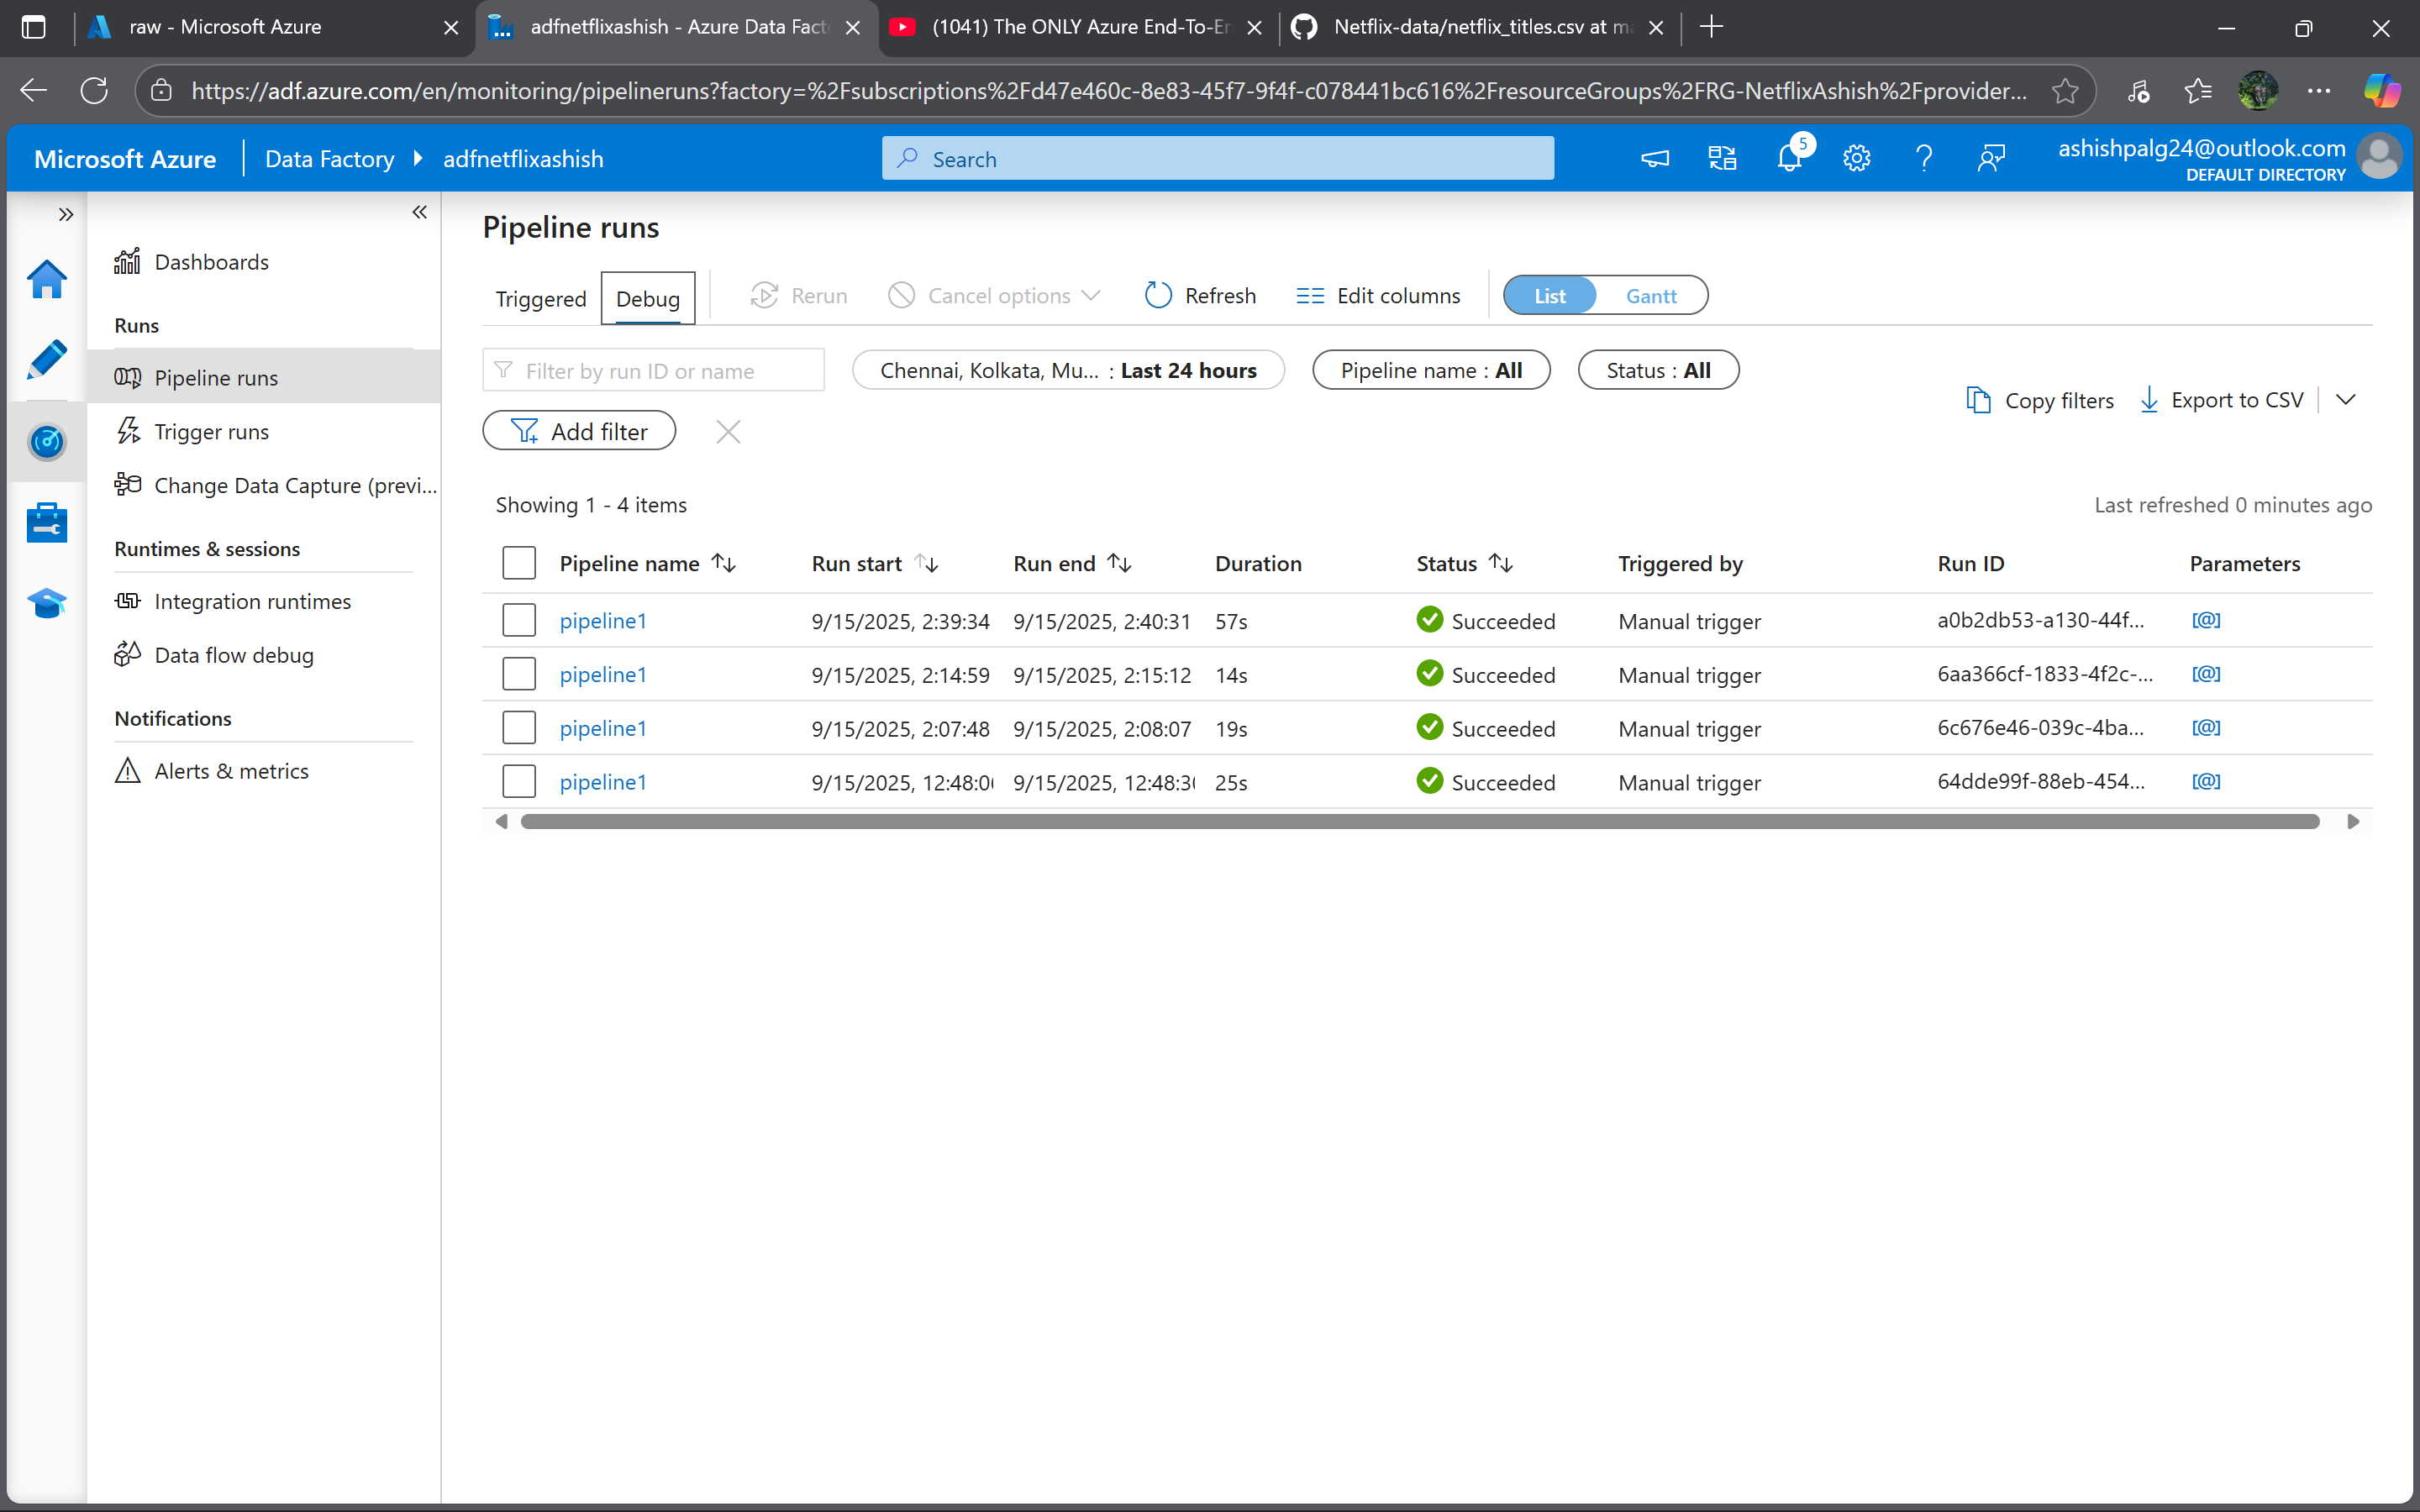 raw - Microsoft Azure
adfnetflixashish - Azure Data Fact
(1041) The ONLY Azure End-To-En
Netflix-data/netflix_titles.csv at ma
https://adf.azure.com/en/monitoring/pipelineruns?factory=%2Fsubscriptions%2Fd47e460c-8e83-45f7-9f4f-c078441bc616%2FresourceGroups%2FRG-NetflixAshish%2Fprovider...
Microsoft Azure
Data Factory
adfnetflixashish
Search
5
ashishpalg24@outlook.com
DEFAULT DIRECTORY
Dashboards
Runs
Pipeline runs
Trigger runs
Change Data Capture (previ...
Runtimes & sessions
Integration runtimes
Data flow debug
Notifications
Alerts & metrics
Pipeline runs
Triggered Debug Rerun Cancel options Refresh Edit columns List Gantt
Filter by run ID or name Chennai, Kolkata, Mu... : Last 24 hours Pipeline name : All Status : All
Add filter
Copy filters Export to CSV
Showing 1 - 4 items Last refreshed 0 minutes ago
Pipeline name Run start Run end Duration Status Triggered by Run ID Parameters
pipeline1 9/15/2025, 2:39:34 9/15/2025, 2:40:31 57s Succeeded Manual trigger a0b2db53-a130-44f... [@]
pipeline1 9/15/2025, 2:14:59 9/15/2025, 2:15:12 14s Succeeded Manual trigger 6aa366cf-1833-4f2c-... [@]
pipeline1 9/15/2025, 2:07:48 9/15/2025, 2:08:07 19s Succeeded Manual trigger 6c676e46-039c-4ba... [@]
pipeline1 9/15/2025, 12:48:0 9/15/2025, 12:48:3 25s Succeeded Manual trigger 64dde99f-88eb-454... [@]